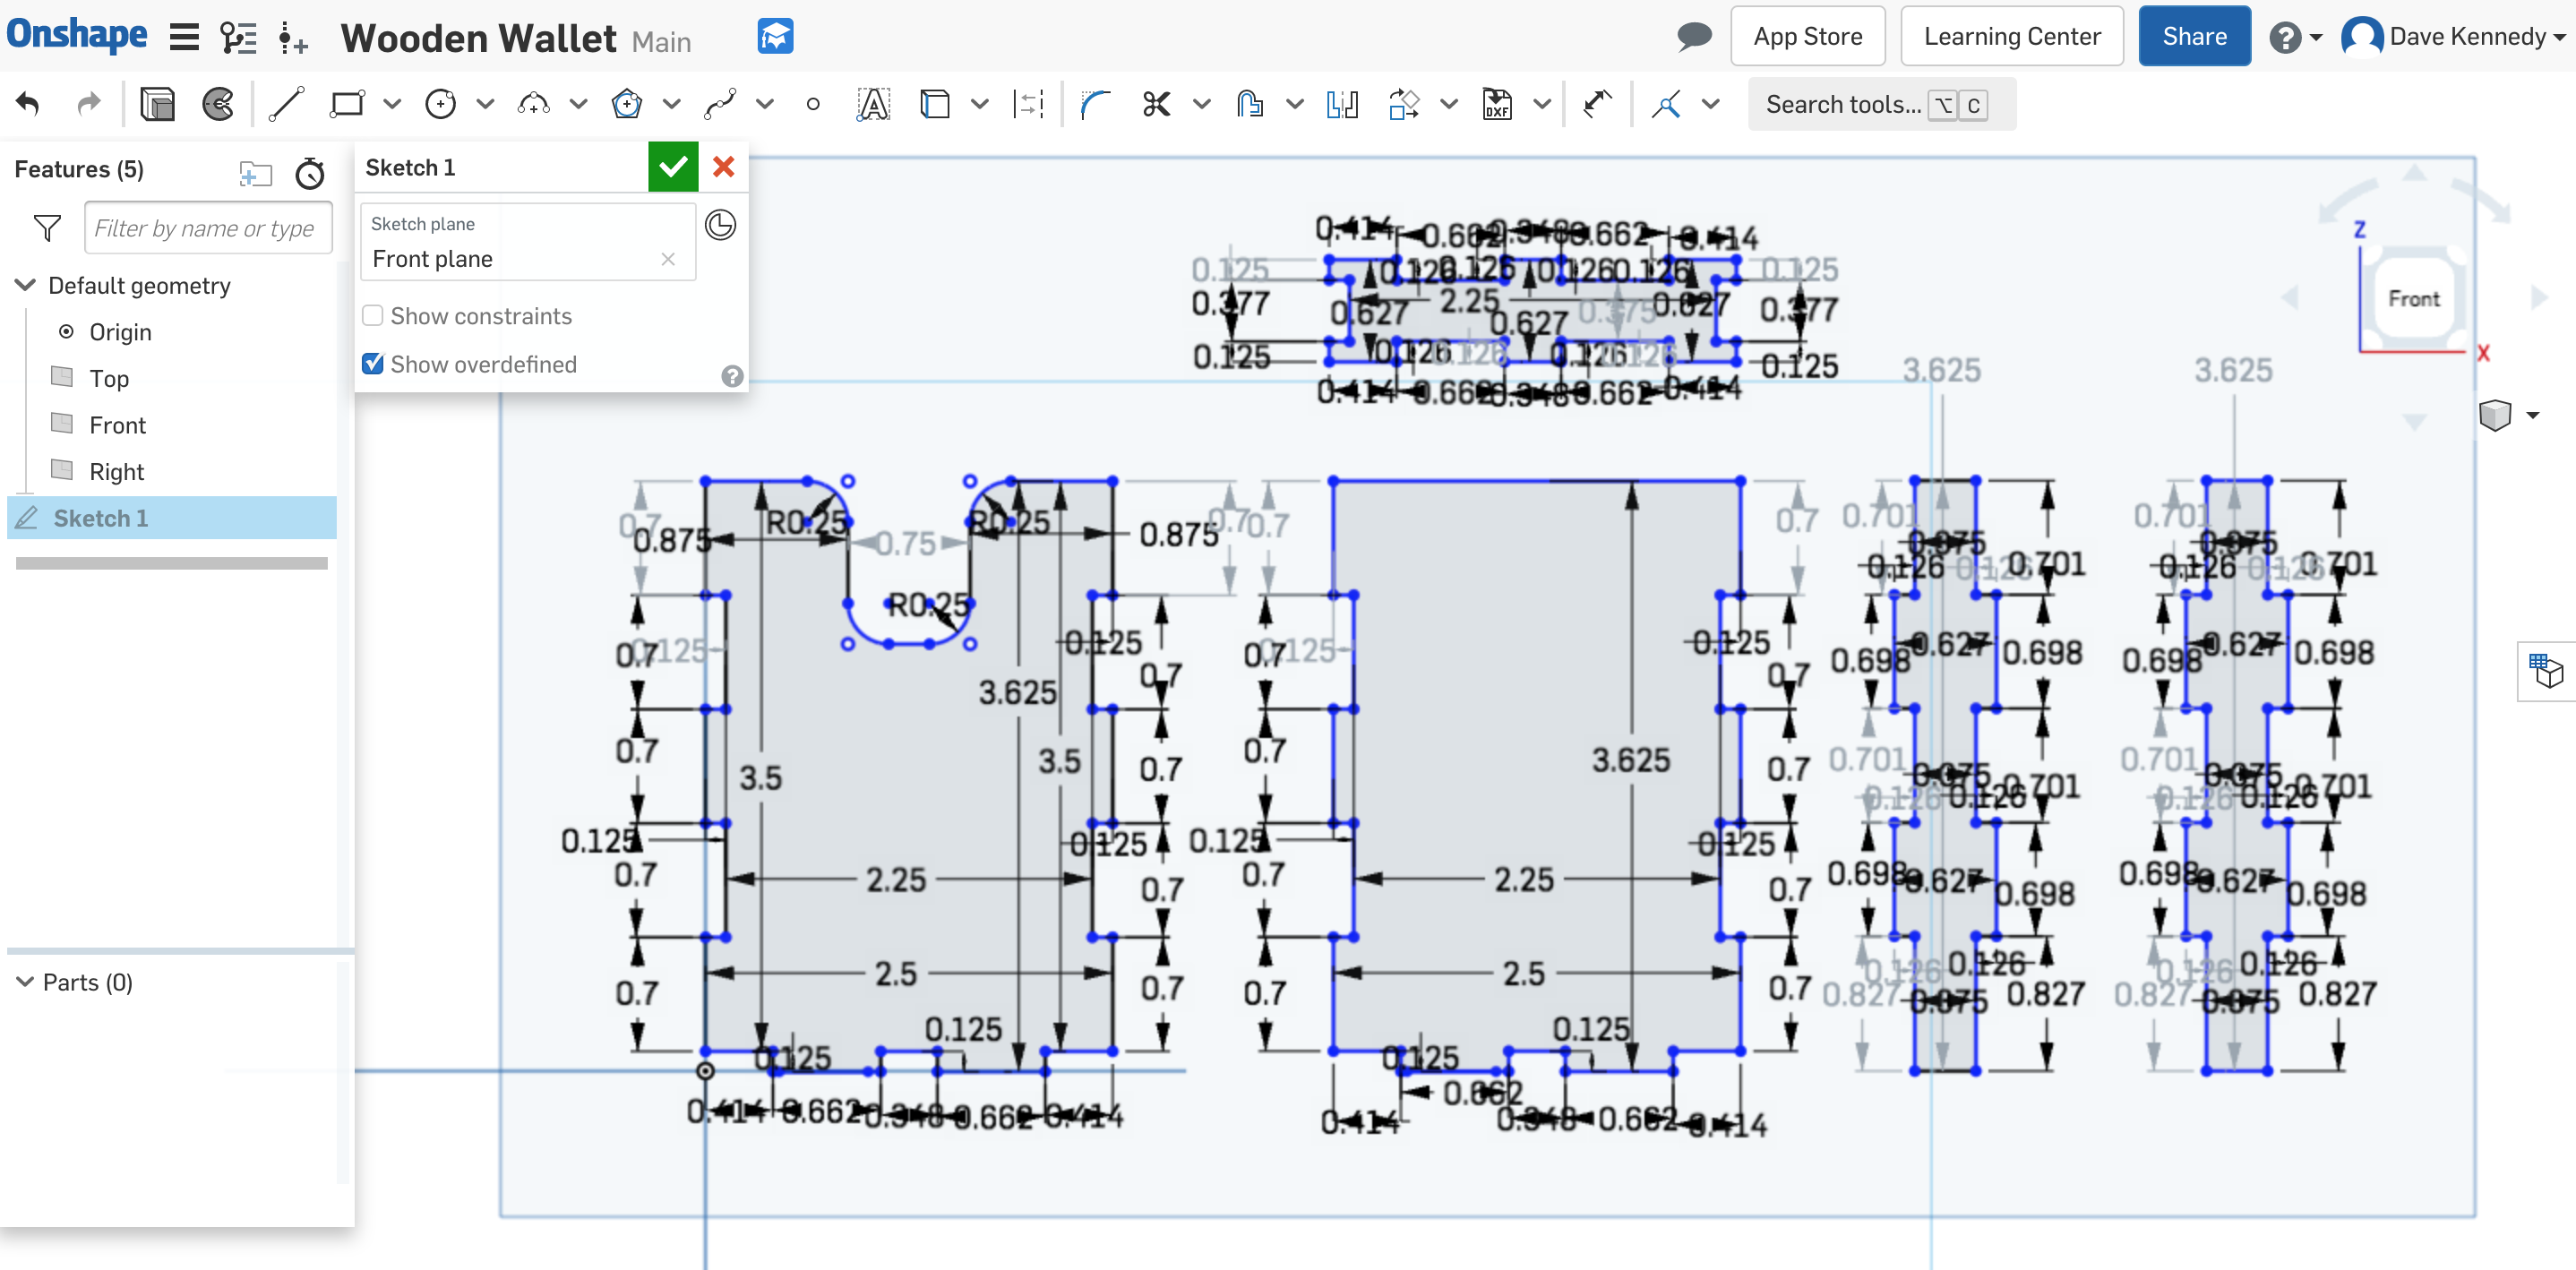 Onshape Wooden Wallet Main App Store Learning Center Share Dave Kennedy
Search tools... ⌥ C
Features (5)
Filter by name or type
Default geometry
Origin
Top
Front
Right
Sketch 1
Parts (0)
Sketch 1
Sketch plane
Front plane
Show constraints
Show overdefined
Z
Front
X
0.414 0.662 0.348 0.662 0.414
0.125 0.126 0.126 0.126 0.126 0.125
0.377 0.627 2.25 0.627 0.375 0.627 0.377
0.125 0.126 0.126 0.126 0.126 0.125
0.414 0.662 0.348 0.662 0.414
3.625 3.625
0.7 R0.25 R0.25 0.7 0.7 0.7 0.701 0.701
0.875 0.75 0.875 0.375 0.375
0.126 0.126 0.701 0.126 0.126 0.701
R0.25
0.7 0.125 0.125 0.7 0.125 0.125 0.698 0.627 0.698 0.698 0.627 0.698
3.625 0.7 0.7
0.7 3.5 3.5 0.7 0.7 3.625 0.7 0.701 0.375 0.701 0.701 0.375 0.701
0.126 0.126 0.126 0.126
0.125 0.125 0.125 0.125
0.7 2.25 0.7 0.7 2.25 0.7 0.698 0.627 0.698 0.698 0.627 0.698
2.5 2.5 0.126 0.126 0.126 0.126
0.7 0.7 0.7 0.7 0.827 0.375 0.827 0.827 0.375 0.827
0.125 0.125 0.125 0.125
0.414 0.662 0.348 0.662 0.414 0.414 0.662 0.348 0.662 0.414